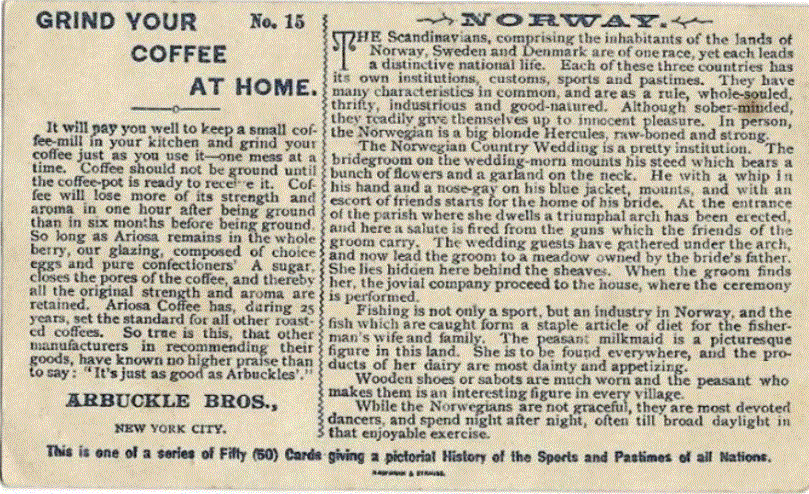 GRIND YOUR No. 15
COFFEE
AT HOME.
It will pay you well to keep a small cof-
fee-mill in your kitchen and grind your
coffee just as you use it—one mess at a
time. Coffee should not be ground until
the coffee-pot is ready to receive it. Cof-
fee will lose more of its strength and
aroma in one hour after being ground
than in six months before being ground.
So long as Ariosa remains in the whole
berry, our glazing, composed of choice
eggs and pure confectioners' A sugar,
closes the pores of the coffee, and thereby
all the original strength and aroma are
retained. Ariosa Coffee has, during 25
years, set the standard for all other roast-
ed coffees. So true is this, that other
manufacturers in recommending their
goods, have known no higher praise than
to say: "It's just as good as Arbuckles'."
ARBUCKLE BROS.,
NEW YORK CITY.
NORWAY.
THE Scandinavians, comprising the inhabitants of the lands of
Norway, Sweden and Denmark are of one race, yet each leads
a distinctive national life. Each of these three countries has
its own institutions, customs, sports and pastimes. They have
many characteristics in common, and are as a rule, whole-souled,
thrifty, industrious and good-natured. Although sober-minded,
they readily give themselves up to innocent pleasure. In person,
the Norwegian is a big blonde Hercules, raw-boned and strong.
The Norwegian Country Wedding is a pretty institution. The
bridegroom on the wedding-morn mounts his steed which bears a
bunch of flowers and a garland on the neck. He with a whip in
his hand and a nose-gay on his blue jacket, mounts, and with an
escort of friends starts for the home of his bride. At the entrance
of the parish where she dwells a triumphal arch has been erected,
and here a salute is fired from the guns which the friends of the
groom carry. The wedding guests have gathered under the arch,
and now lead the groom to a meadow owned by the bride's father.
She lies hidden here behind the sheaves. When the groom finds
her, the jovial company proceed to the house, where the ceremony
is performed.
Fishing is not only a sport, but an industry in Norway, and the
fish which are caught form a staple article of diet for the fisher-
man's wife and family. The peasant milkmaid is a picturesque
figure in this land. She is to be found everywhere, and the pro-
ducts of her dairy are most dainty and appetizing.
Wooden shoes or sabots are much worn and the peasant who
makes them is an interesting figure in every village.
While the Norwegians are not graceful, they are most devoted
dancers, and spend night after night, often till broad daylight in
that enjoyable exercise.
This is one of a series of Fifty (50) Cards giving a pictorial History of the Sports and Pastimes of all Nations.